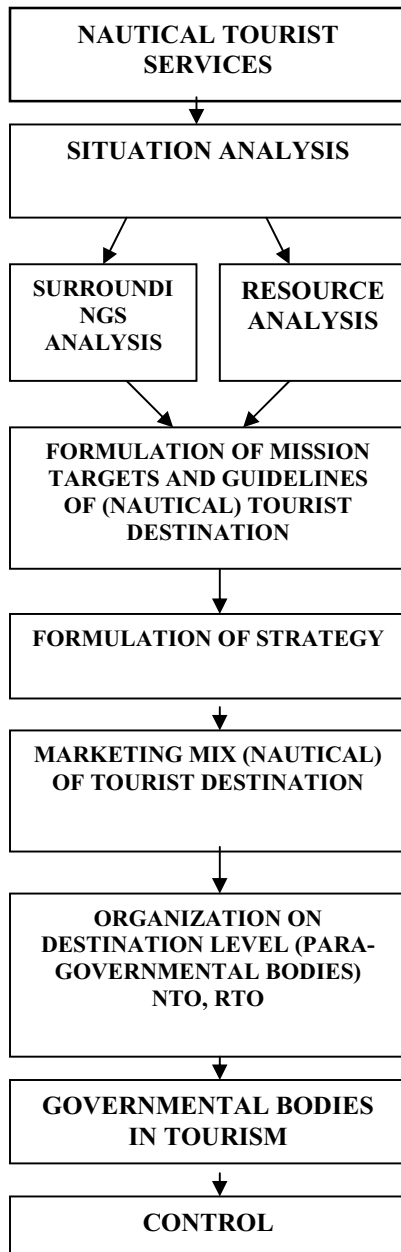 NAUTICAL TOURIST
SERVICES
SITUATION ANALYSIS
SURROUNDI
NGS
ANALYSIS
RESOURCE
ANALYSIS
FORMULATION OF MISSION
TARGETS AND GUIDELINES
OF (NAUTICAL) TOURIST
DESTINATION
FORMULATION OF STRATEGY
MARKETING MIX (NAUTICAL)
OF TOURIST DESTINATION
ORGANIZATION ON
DESTINATION LEVEL (PARA-
GOVERNMENTAL BODIES)
NTO, RTO
GOVERNMENTAL BODIES
IN TOURISM
CONTROL